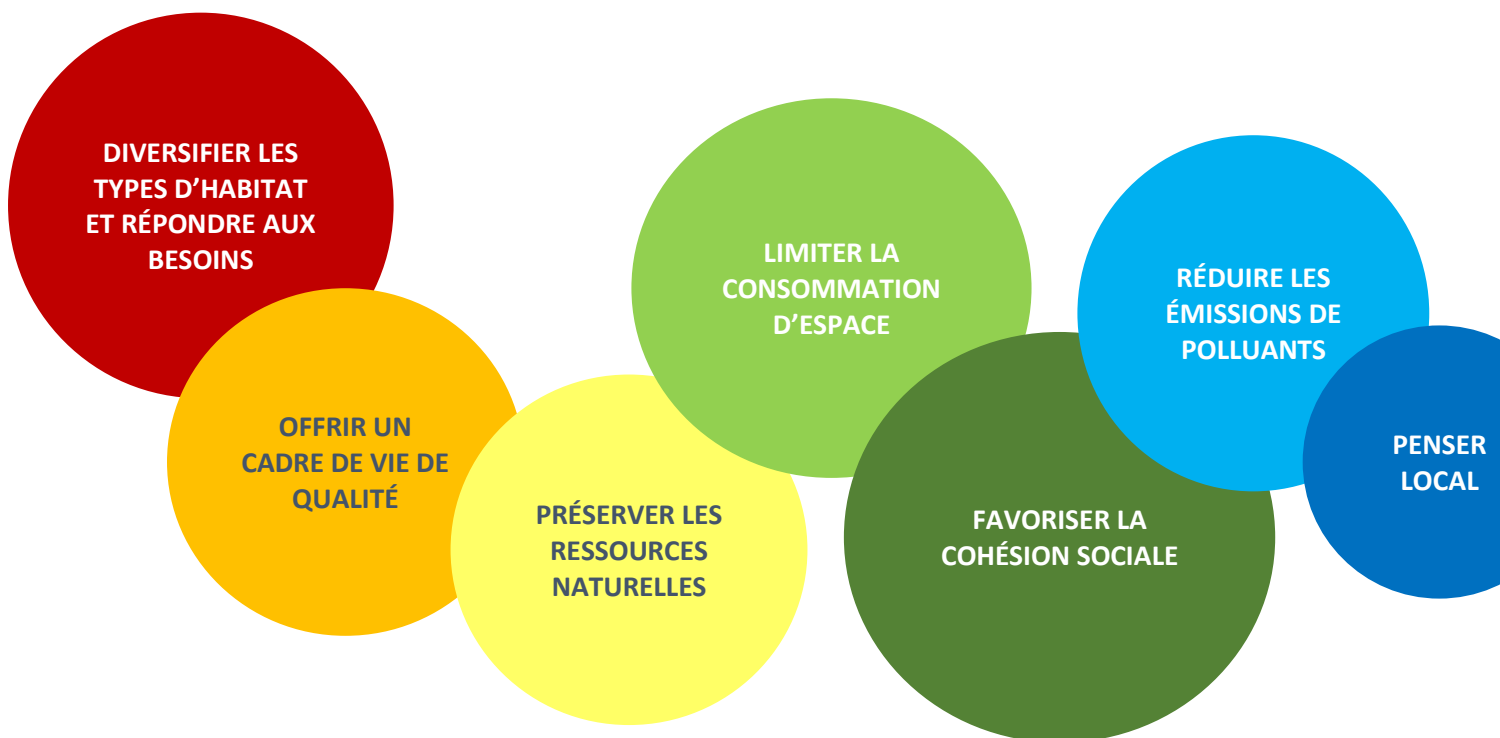 DIVERSIFIER LES
TYPES D’HABITAT
ET RÉPONDRE AUX
BESOINS
OFFRIR UN
CADRE DE VIE DE
QUALITÉ
PRÉSERVER LES
RESSOURCES
NATURELLES
LIMITER LA
CONSOMMATION
D’ESPACE
FAVORISER LA
COHÉSION SOCIALE
RÉDUIRE LES
ÉMISSIONS DE
POLLUANTS
PENSER
LOCAL